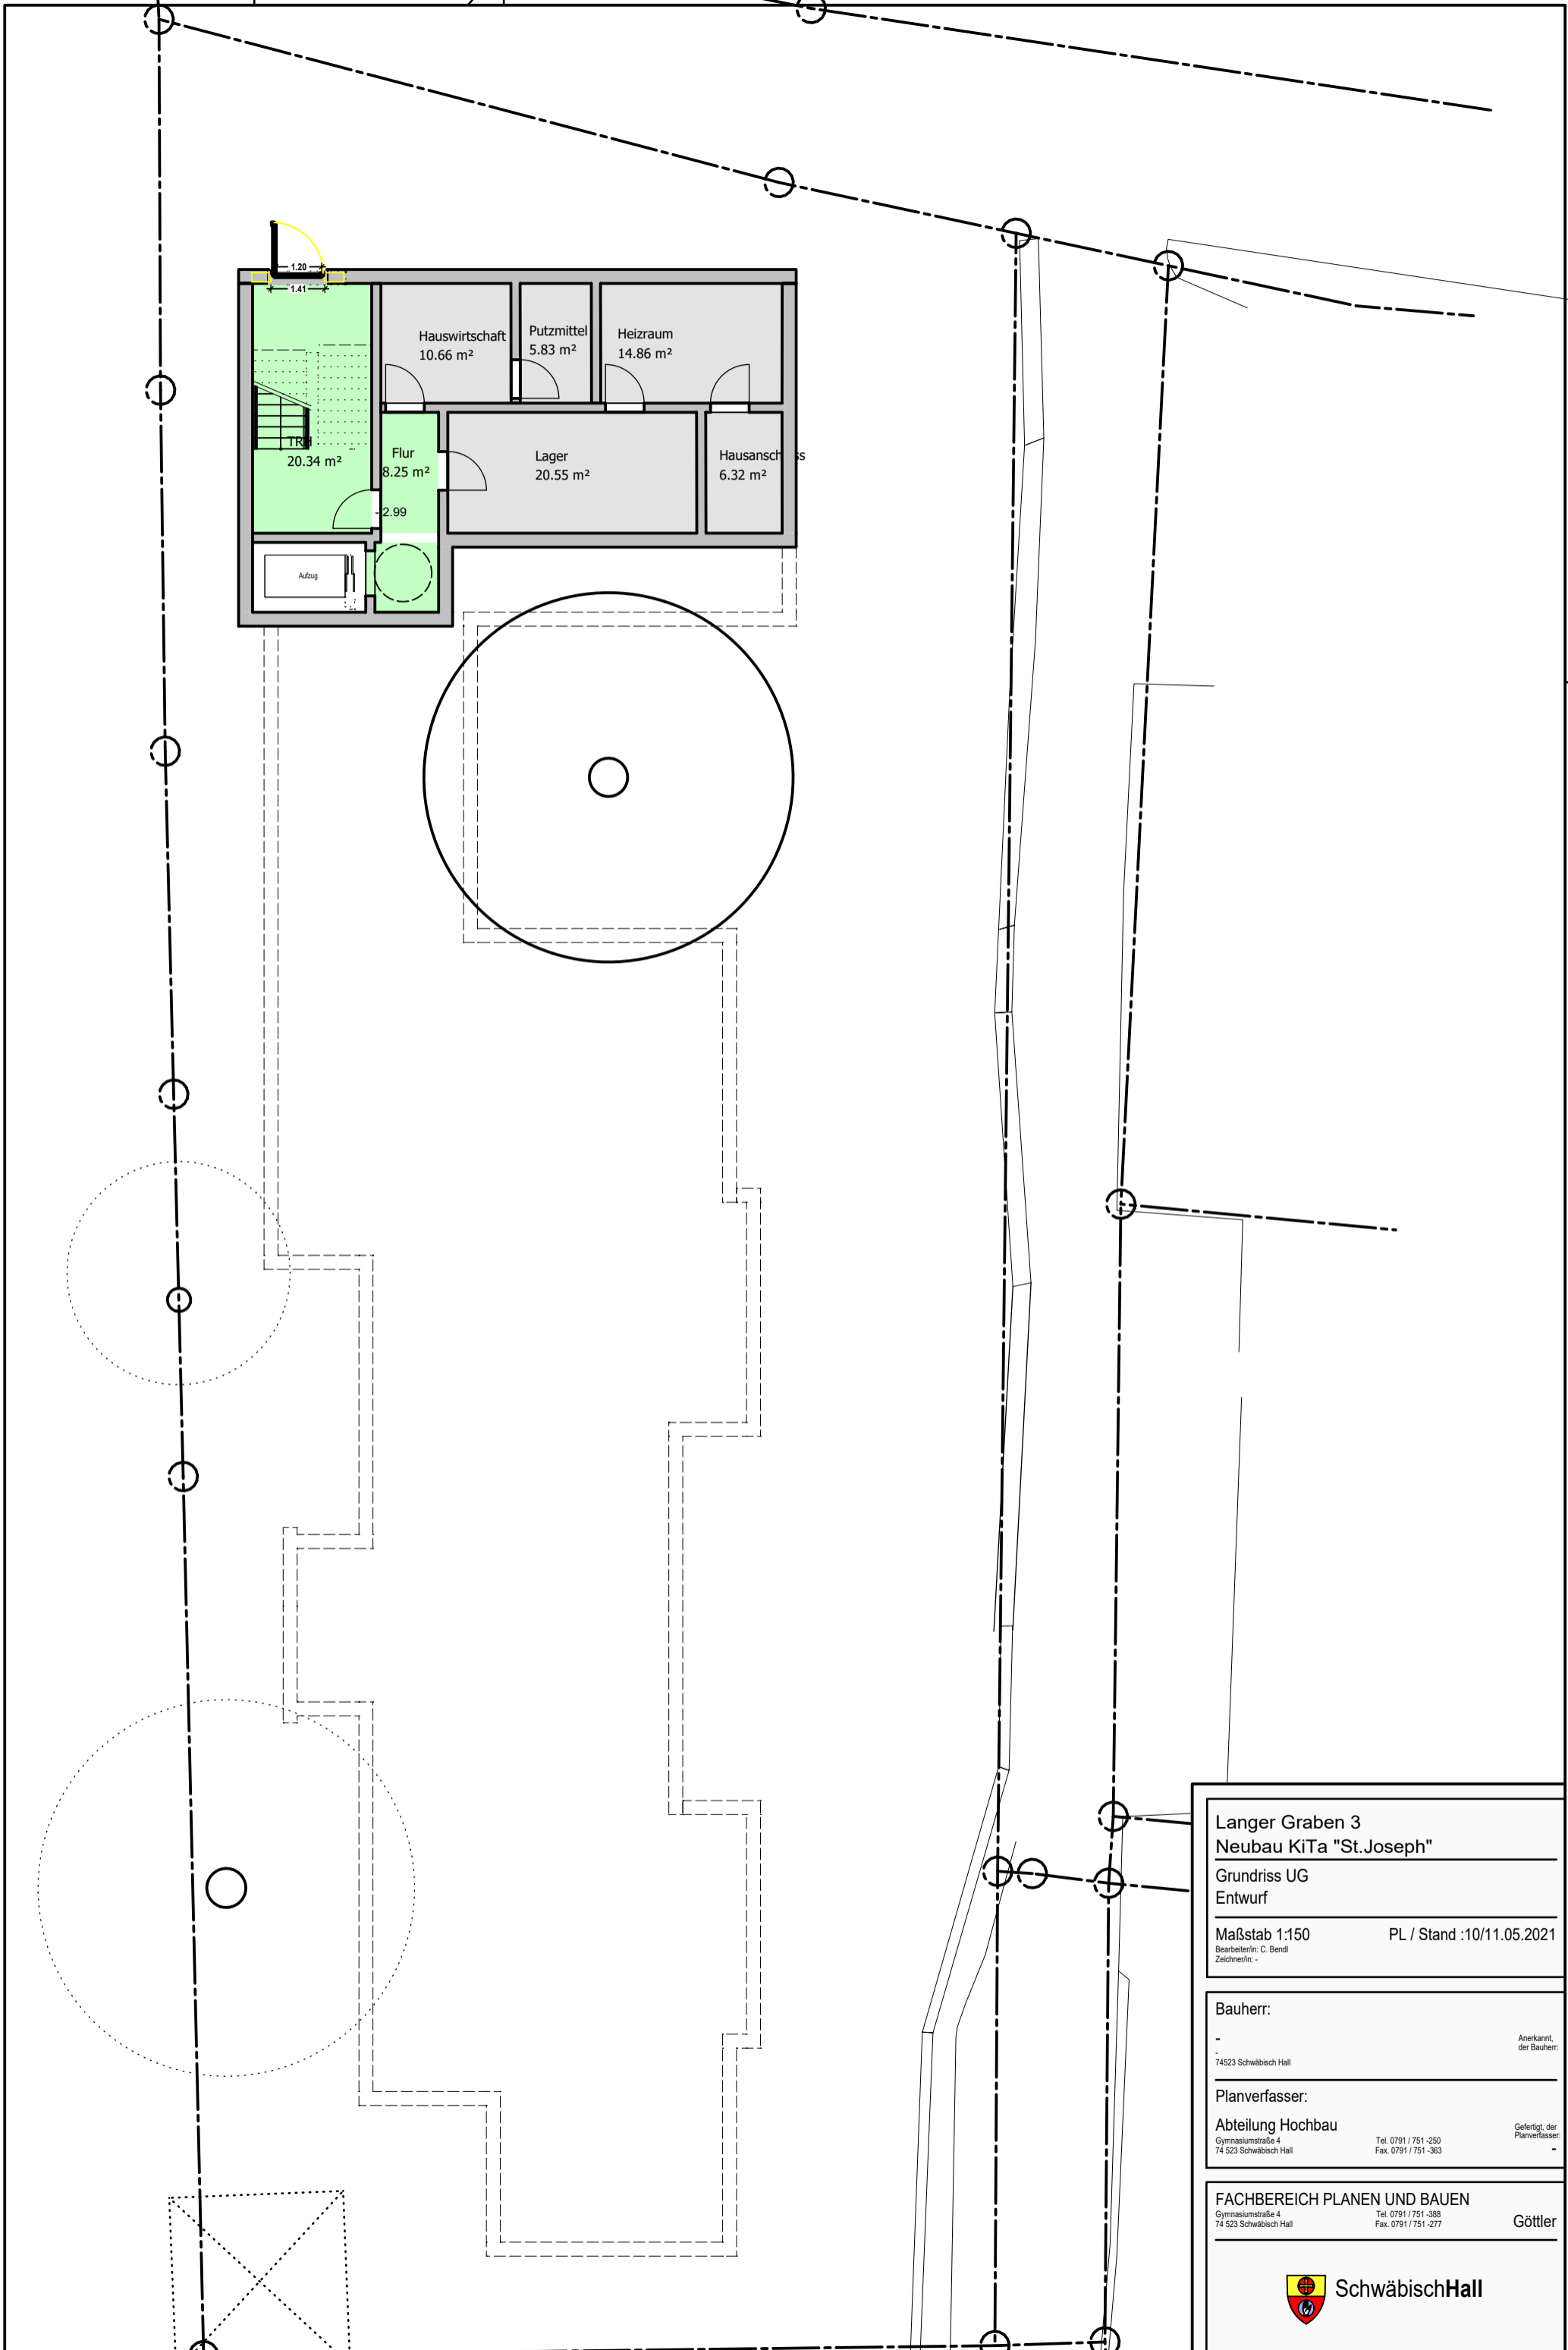 1.20
1.41
Hauswirtschaft
10.66 m²
Putzmittel
5.83 m²
Heizraum
14.86 m²
TRH
20.34 m²
Flur
8.25 m²
-2.99
Lager
20.55 m²
6.32 m²
Aufzug
Langer Graben 3
Neubau KiTa "St.Joseph"
Grundriss UG
Entwurf
Maßstab 1:150 PL / Stand :10/11.05.2021
Bearbeiter/in: C. Bendl
Zeichner/in: -
Bauherr:
-
-
74523 Schwäbisch Hall
Anerkannt,
der Bauherr:
Planverfasser:
Abteilung Hochbau
Gymnasiumstraße 4 Tel. 0791 / 751 -250
74 523 Schwäbisch Hall Fax. 0791 / 751 -363
Gefertigt, der
Planverfasser:
-
FACHBEREICH PLANEN UND BAUEN
Gymnasiumstraße 4 Tel. 0791 / 751 -388
74 523 Schwäbisch Hall Fax. 0791 / 751 -277
Göttler
SchwäbischHall